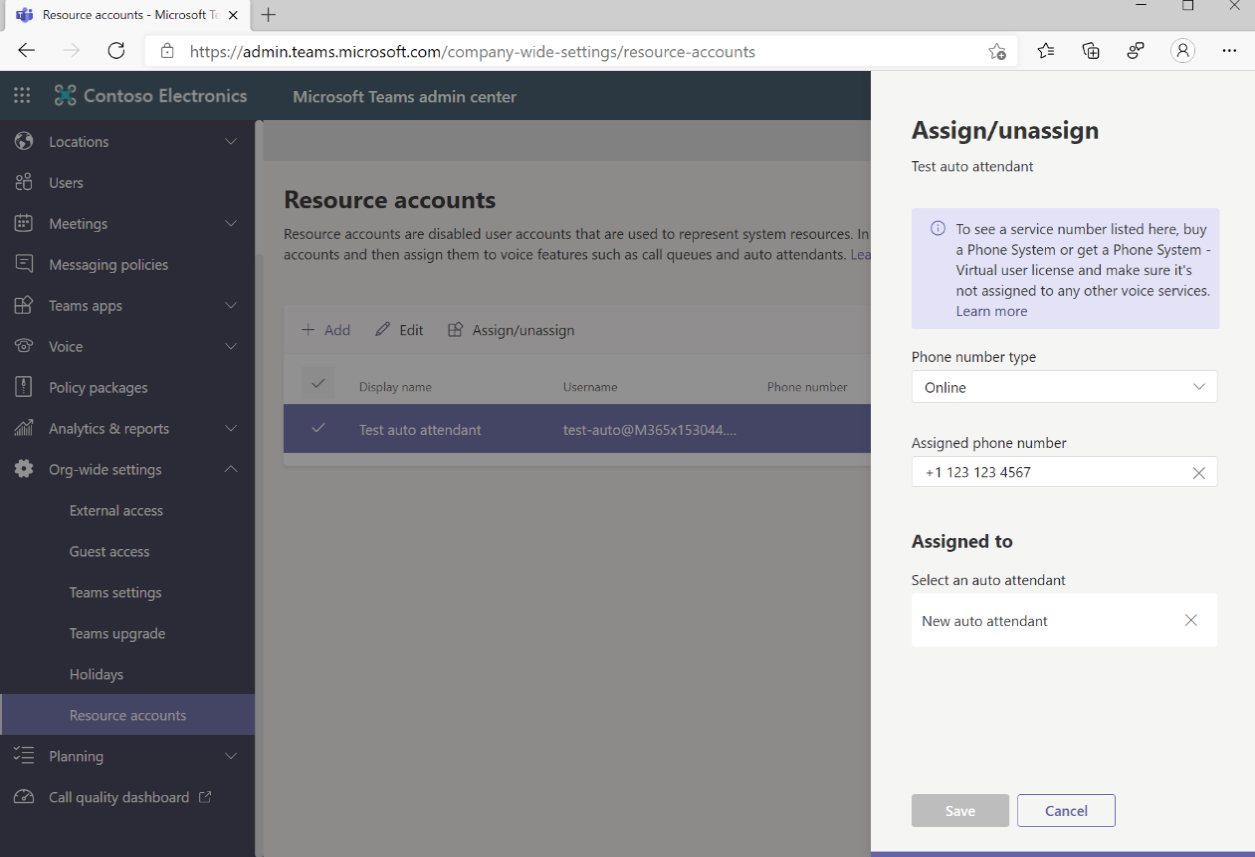 Resource accounts - Microsoft Te
https://admin.teams.microsoft.com/company-wide-settings/resource-accounts
Contoso Electronics
Microsoft Teams admin center
Locations
Users
Meetings
Messaging policies
Teams apps
Voice
Policy packages
Analytics & reports
Org-wide settings
External access
Guest access
Teams settings
Teams upgrade
Holidays
Resource accounts
Planning
Call quality dashboard
Resource accounts
Resource accounts are disabled user accounts that are used to represent system resources. In
accounts and then assign them to voice features such as call queues and auto attendants. Lea
Add Edit Assign/unassign
Display name Username Phone number
Test auto attendant test-auto@M365x153044....
Assign/unassign
Test auto attendant
To see a service number listed here, buy
a Phone System or get a Phone System -
Virtual user license and make sure it's
not assigned to any other voice services.
Learn more
Phone number type
Online
Assigned phone number
+1 123 123 4567
Assigned to
Select an auto attendant
New auto attendant
Save Cancel